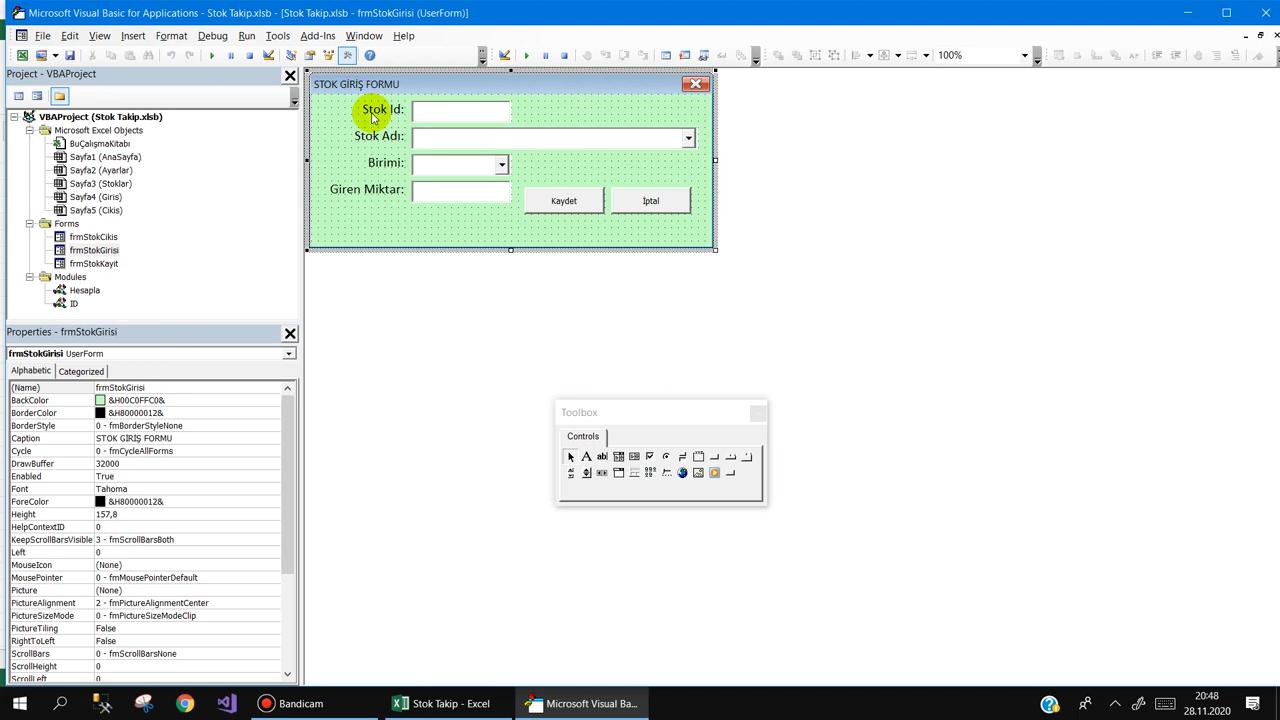 Microsoft Visual Basic for Applications - Stok Takip.xlsb - [Stok Takip.xlsb - frmStokGirisi (UserForm)]
File Edit View Insert Format Debug Run Tools Add-Ins Window Help
100%
Project - VBAProject
VBAProject (Stok Takip.xlsb)
Microsoft Excel Objects
BuÇalışmaKitabı
Sayfa1 (AnaSayfa)
Sayfa2 (Ayarlar)
Sayfa3 (Stoklar)
Sayfa4 (Giris)
Sayfa5 (Cikis)
Forms
frmStokCikis
frmStokGirisi
frmStokKayit
Modules
Hesapla
ID
STOK GİRİŞ FORMU
Stok Id:
Stok Adı:
Birimi:
Giren Miktar:
Kaydet
Iptal
Properties - frmStokGirisi
frmStokGirisi UserForm
Alphabetic Categorized
(Name) frmStokGirisi
BackColor &H00C0FFC0&
BorderColor &H80000012&
BorderStyle 0 - fmBorderStyleNone
Caption STOK GİRİŞ FORMU
Cycle 0 - fmCycleAllForms
DrawBuffer 32000
Enabled True
Font Tahoma
ForeColor &H80000012&
Height 157,8
HelpContextID 0
KeepScrollBarsVisible 3 - fmScrollBarsBoth
Left 0
MouseIcon (None)
MousePointer 0 - fmMousePointerDefault
Picture (None)
PictureAlignment 2 - fmPictureAlignmentCenter
PictureSizeMode 0 - fmPictureSizeModeClip
PictureTiling False
RightToLeft False
ScrollBars 0 - fmScrollBarsNone
ScrollHeight 0
ScrollLeft 0
Toolbox
Controls
Bandicam
Stok Takip - Excel
Microsoft Visual Ba...
20:48
28.11.2020